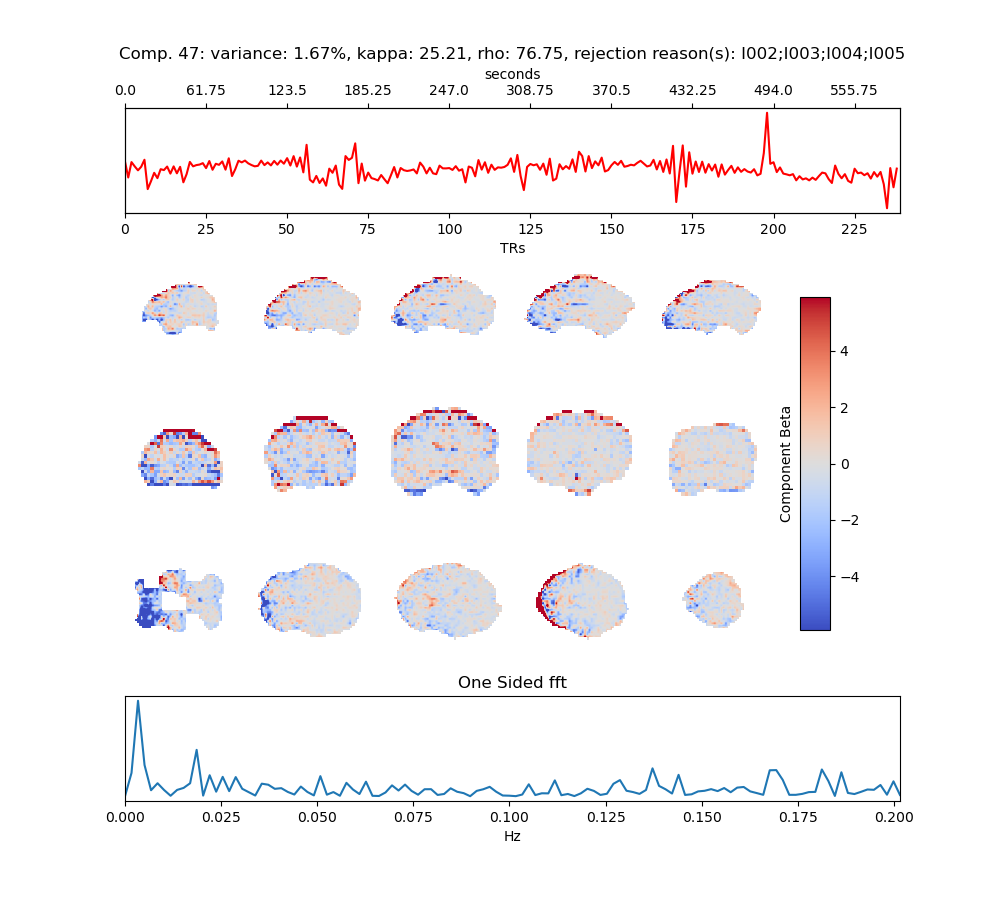 Comp. 47: variance: 1.67%, kappa: 25.21, rho: 76.75, rejection reason(s): I002;I003;I004;I005
seconds
0.0 61.75 123.5 185.25 247.0 308.75 370.5 432.25 494.0 555.75
0 25 50 75 100 125 150 175 200 225
TRs
4
2
0
−2
−4
Component Beta
One Sided fft
0.000 0.025 0.050 0.075 0.100 0.125 0.150 0.175 0.200
Hz